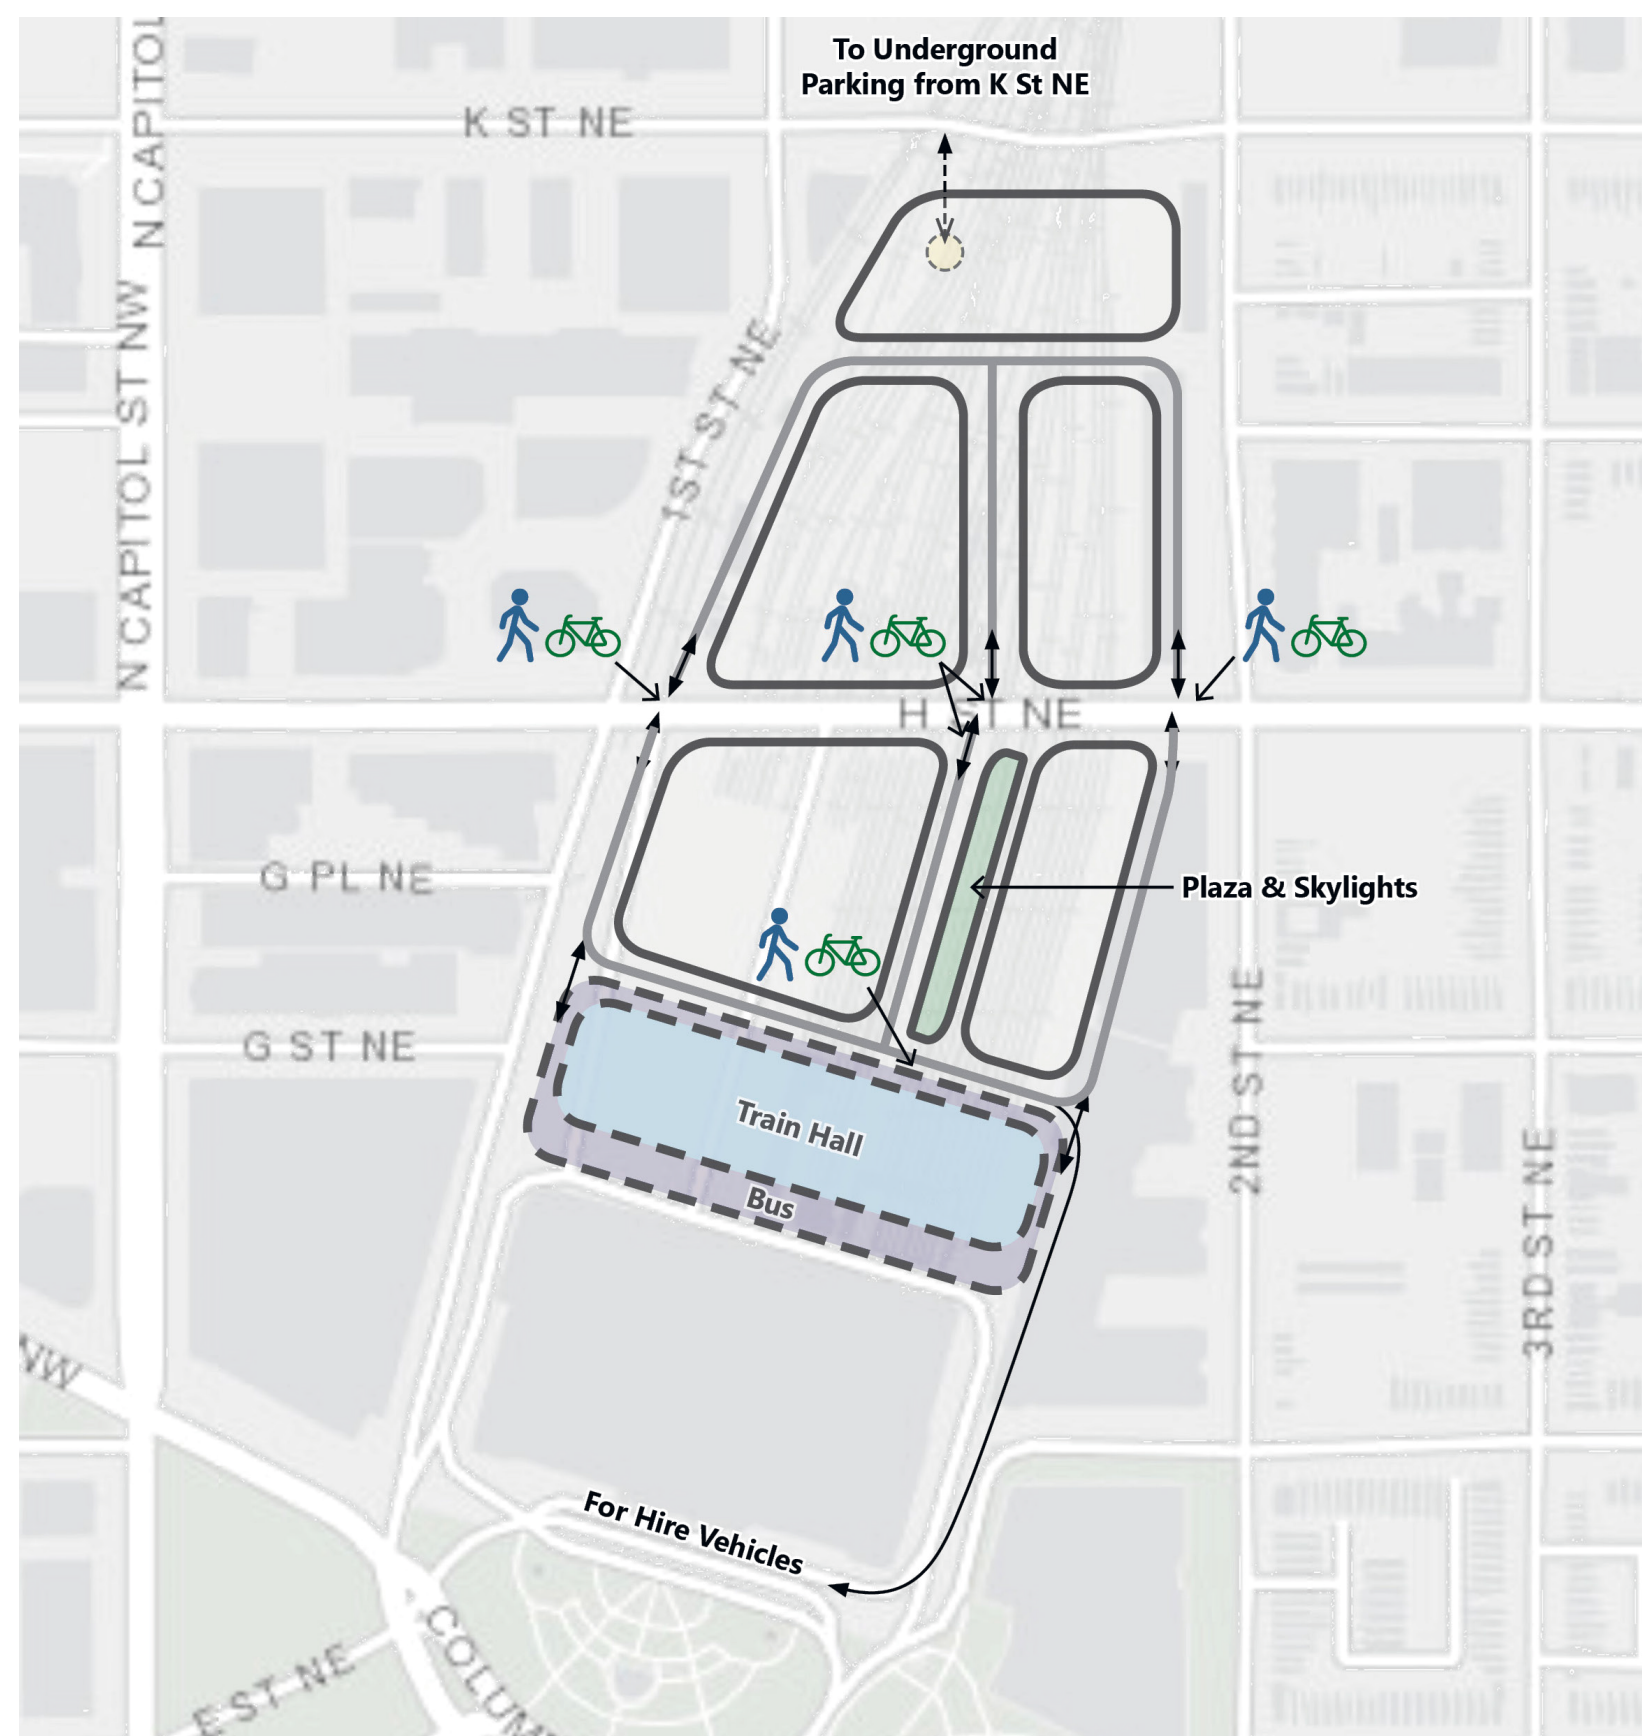 To Underground
Parking from K St NE
N CAPITOL
K ST NE
N CAPITOL ST NW
1ST ST NE
H ST NE
G PL NE
Plaza & Skylights
G ST NE
2ND ST NE
Train Hall
Bus
3RD ST NE
NW
For Hire Vehicles
E ST NE
COLUM